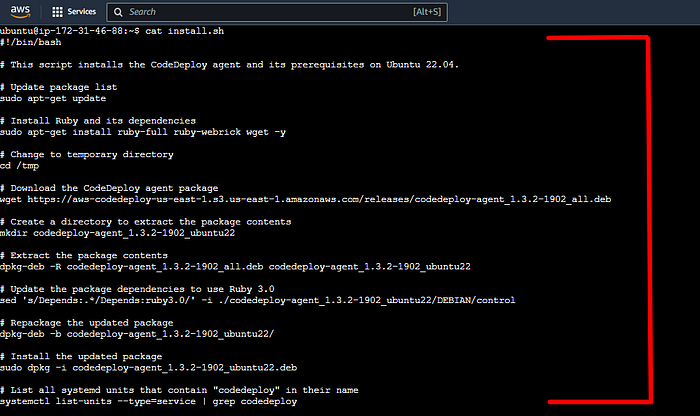 aws
Services
Search
[Alt+S]
ubuntu@ip-172-31-46-88:~$ cat install.sh
#!/bin/bash
# This script installs the CodeDeploy agent and its prerequisites on Ubuntu 22.04.
# Update package list
sudo apt-get update
# Install Ruby and its dependencies
sudo apt-get install ruby-full ruby-webrick wget -y
# Change to temporary directory
cd /tmp
# Download the CodeDeploy agent package
wget https://aws-codedeploy-us-east-1.s3.us-east-1.amazonaws.com/releases/codedeploy-agent_1.3.2-1902_all.deb
# Create a directory to extract the package contents
mkdir codedeploy-agent_1.3.2-1902_ubuntu22
# Extract the package contents
dpkg-deb -R codedeploy-agent_1.3.2-1902_all.deb codedeploy-agent_1.3.2-1902_ubuntu22
# Update the package dependencies to use Ruby 3.0
sed 's/Depends:.*/Depends:ruby3.0/' -i ./codedeploy-agent_1.3.2-1902_ubuntu22/DEBIAN/control
# Repackage the updated package
dpkg-deb -b codedeploy-agent_1.3.2-1902_ubuntu22/
# Install the updated package
sudo dpkg -i codedeploy-agent_1.3.2-1902_ubuntu22.deb
# List all systemd units that contain "codedeploy" in their name
systemctl list-units --type=service | grep codedeploy